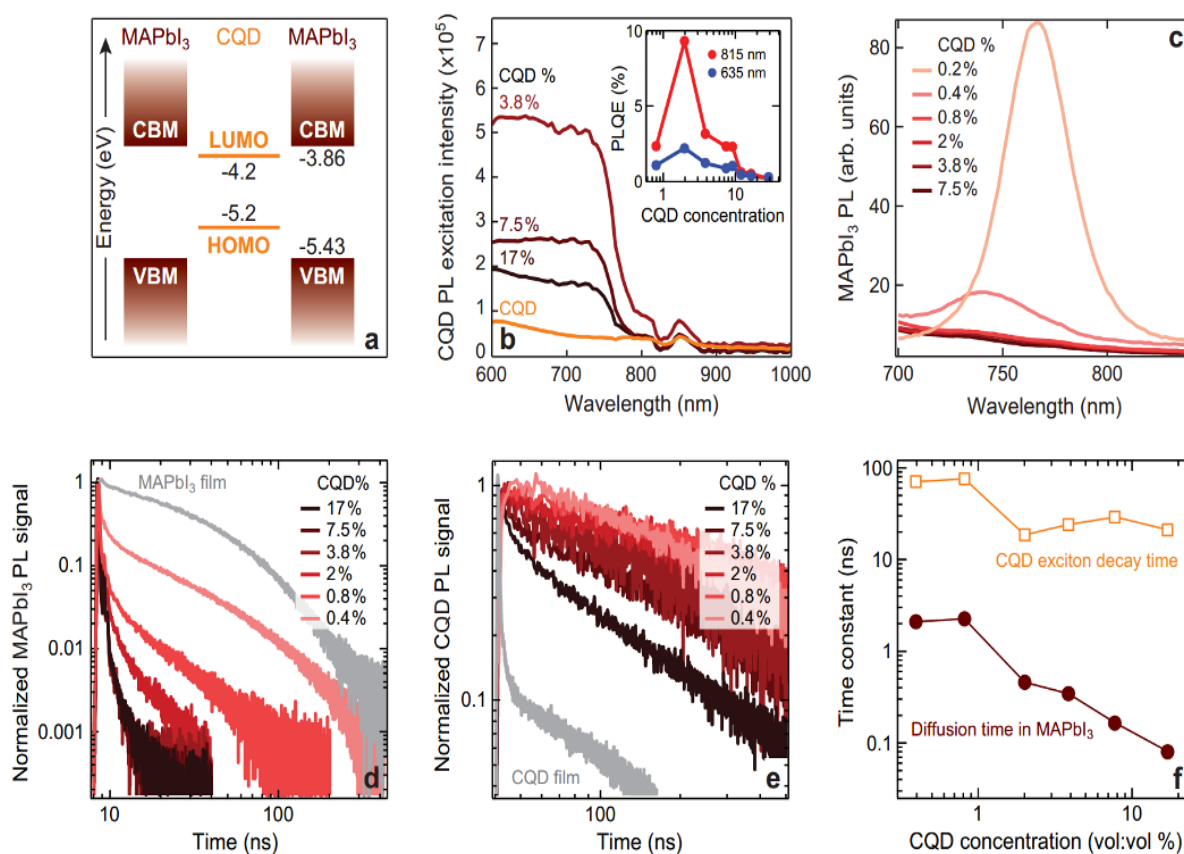 MAPbI₃ CQD MAPbI₃
Energy (eV)
CBM LUMO CBM
-4.2 -3.86
-5.2
HOMO -5.43
VBM VBM
a
CQD PL excitation intensity (×10⁵)
7
6
5
4
3
2
1
0
CQD %
3.8%
7.5%
17%
CQD
b
600 700 800 900 1000
Wavelength (nm)
PLQE (%)
10
5
0
815 nm
635 nm
1 10
CQD concentration
c
MAPbI₃ PL (arb. units)
80
60
40
20
CQD %
0.2%
0.4%
0.8%
2%
3.8%
7.5%
700 750 800
Wavelength (nm)
Normalized MAPbI₃ PL signal
1
0.1
0.01
0.001
MAPbI₃ film
CQD%
17%
7.5%
3.8%
2%
0.8%
0.4%
d
10 100
Time (ns)
Normalized CQD PL signal
1
0.1
CQD %
17%
7.5%
3.8%
2%
0.8%
0.4%
CQD film
e
100
Time (ns)
Time constant (ns)
100
10
1
0.1
CQD exciton decay time
Diffusion time in MAPbI₃
f
1 10
CQD concentration (vol:vol %)